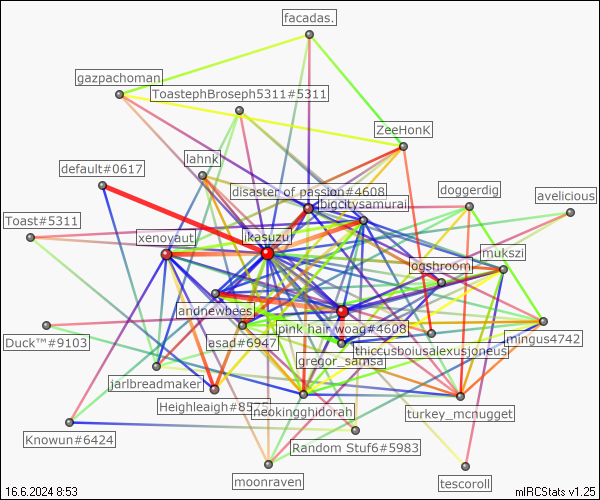 facadas.
gazpachoman
ToastephBroseph5311#5311
ZeeHonK
lahnk
default#0617
disaster of passion#4608
bigcitysamurai
doggerdig
avelicious
Toast#5311
xenoyaut
ikasuzu
mukszi
ogshroom
andnewbees
pink hair woag#4608
asad#6947
thiccusboiusalexusjoneus
mingus4742
Duck™#9103
gregor_samsa
jarlbreadmaker
Heighleigh#8575
neokingghidorah
turkey_mcnugget
Knowun#6424
Random Stuf6#5983
moonraven
tescoroll
16.6.2024 8:53
mIRCStats v1.25